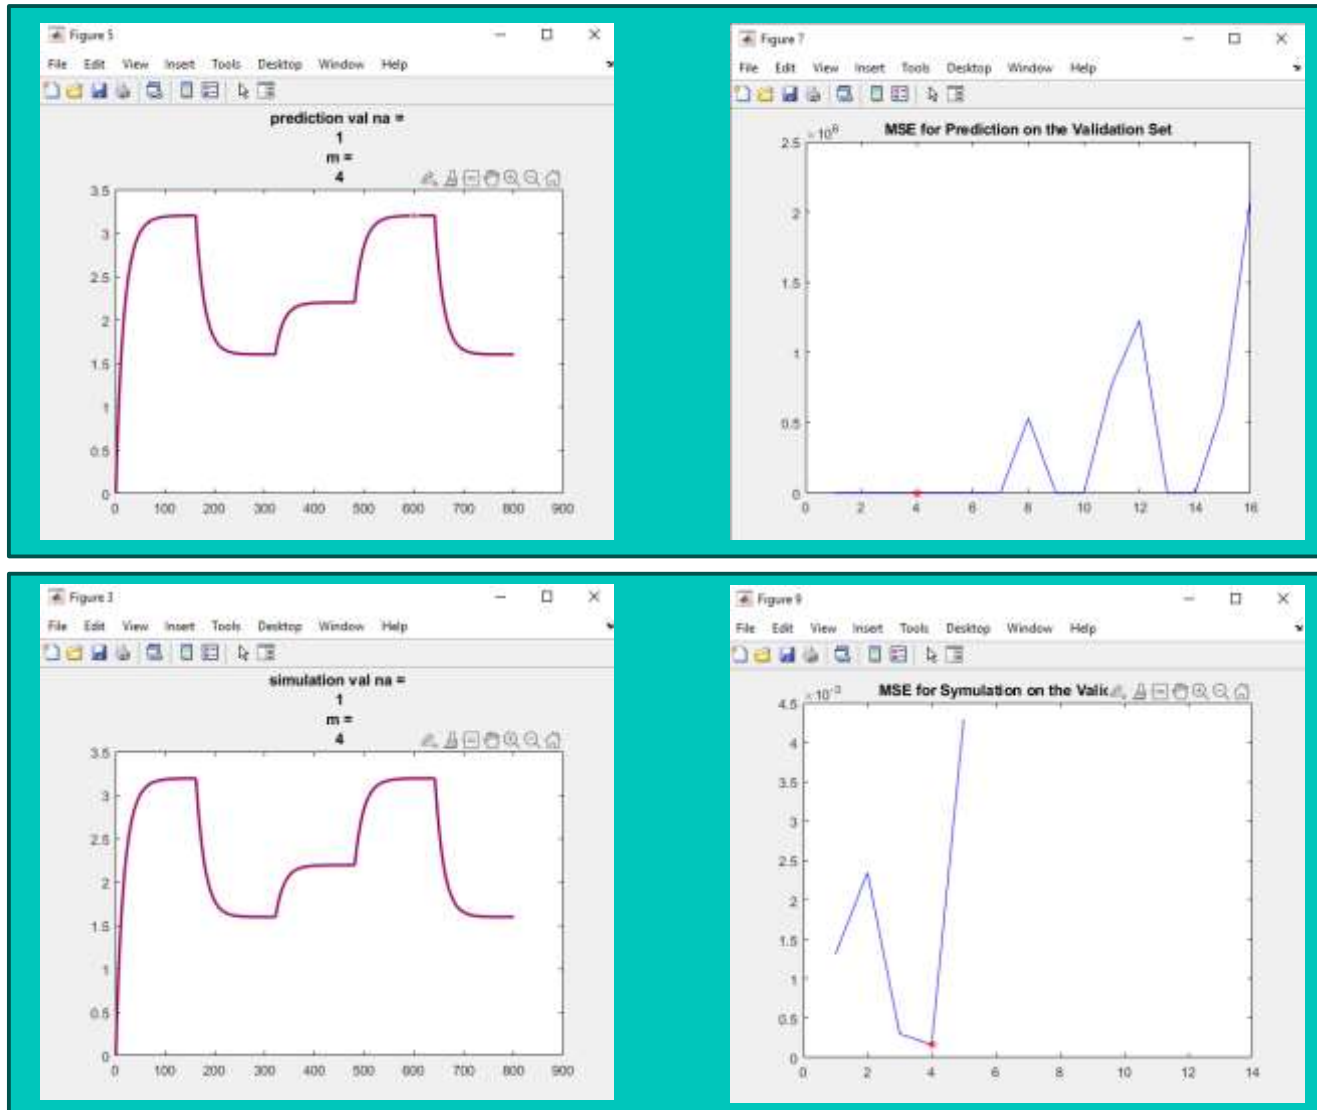 Figure 5
File Edit View Insert Tools Desktop Window Help
prediction val na =
1
m =
4
3.5
3
2.5
2
1.5
1
0.5
0
0 100 200 300 400 500 600 700 800 900
Figure 7
File Edit View Insert Tools Desktop Window Help
MSE for Prediction on the Validation Set
2.5
2
1.5
1
0.5
0
0 2 4 6 8 10 12 14 16
Figure 3
File Edit View Insert Tools Desktop Window Help
simulation val na =
1
m =
4
3.5
3
2.5
2
1.5
1
0.5
0
0 100 200 300 400 500 600 700 800 900
Figure 9
File Edit View Insert Tools Desktop Window Help
MSE for Symulation on the Valic
×10⁻³
4.5
4
3.5
3
2.5
2
1.5
1
0.5
0
0 2 4 6 8 10 12 14